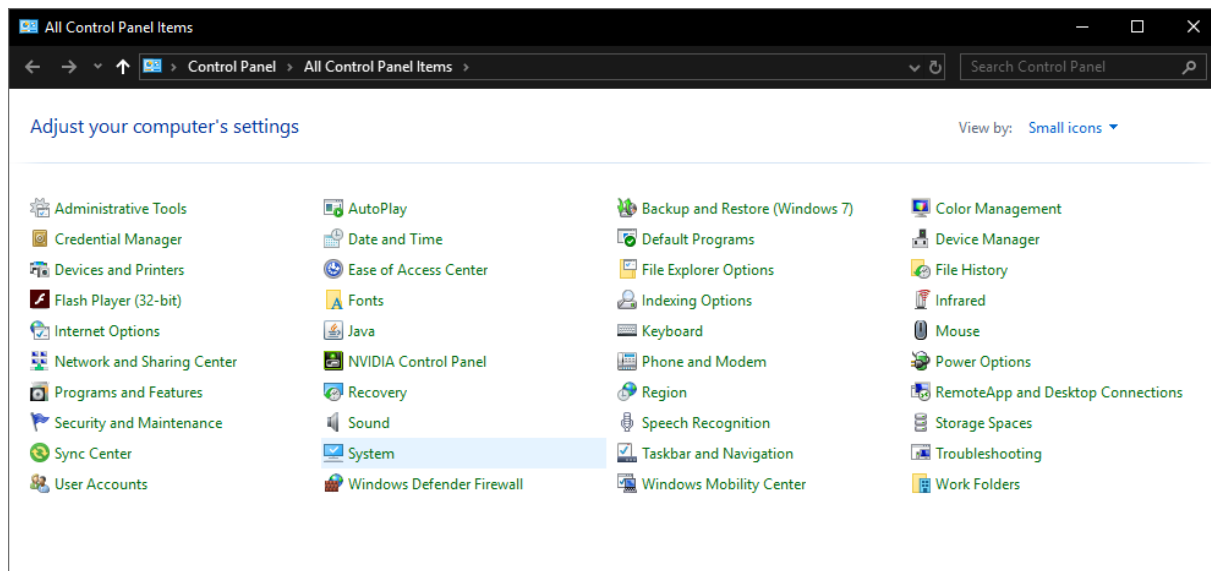 All Control Panel Items
Control Panel > All Control Panel Items >
Search Control Panel
Adjust your computer's settings
View by: Small icons
Administrative Tools AutoPlay Backup and Restore (Windows 7) Color Management
Credential Manager Date and Time Default Programs Device Manager
Devices and Printers Ease of Access Center File Explorer Options File History
Flash Player (32-bit) Fonts Indexing Options Infrared
Internet Options Java Keyboard Mouse
Network and Sharing Center NVIDIA Control Panel Phone and Modem Power Options
Programs and Features Recovery Region RemoteApp and Desktop Connections
Security and Maintenance Sound Speech Recognition Storage Spaces
Sync Center System Taskbar and Navigation Troubleshooting
User Accounts Windows Defender Firewall Windows Mobility Center Work Folders